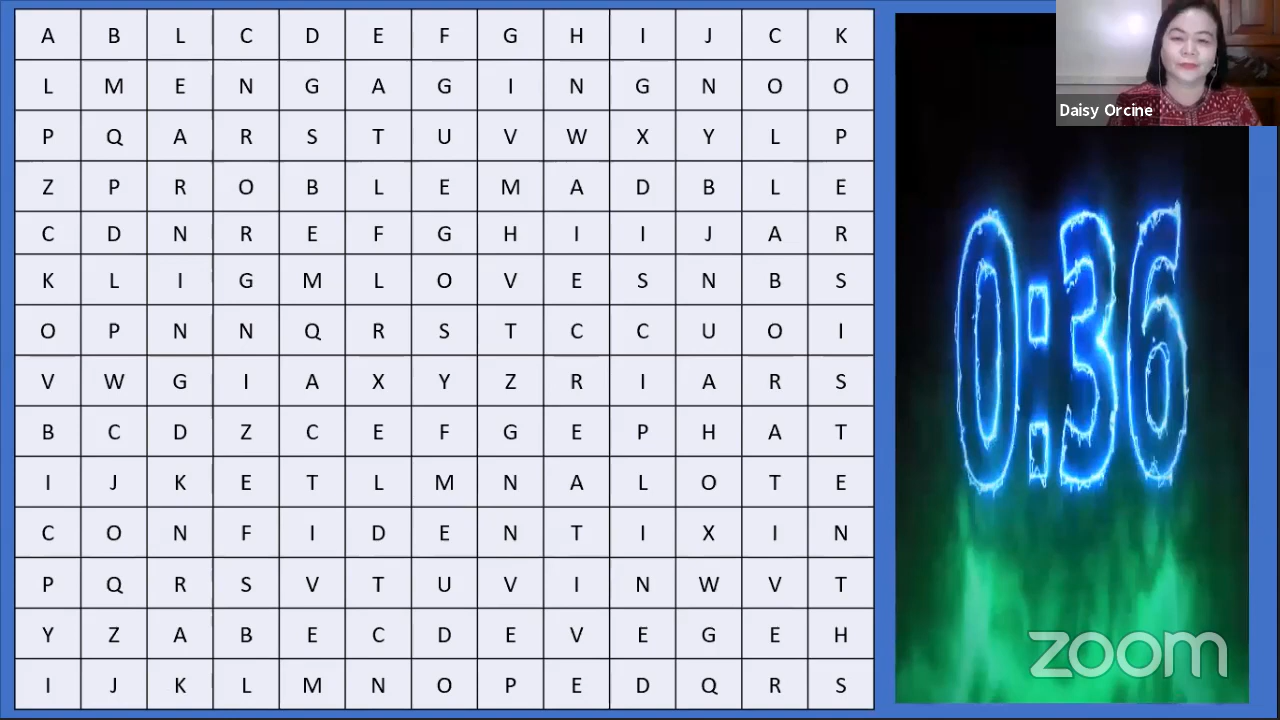 A B L C D E F G H I J C K
L M E N G A G I N G N O O
P Q A R S T U V W X Y L P
Z P R O B L E M A D B L E
C D N R E F G H I I J A R
K L I G M L O V E S N B S
O P N N Q R S T C C U O I
V W G I A X Y Z R I A R S
B C D Z C E F G E P H A T
I J K E T L M N A L O T E
C O N F I D E N T I X I N
P Q R S V T U V I N W V T
Y Z A B E C D E V E G E H
I J K L M N O P E D Q R S
0:36
Daisy Orcine
zoom